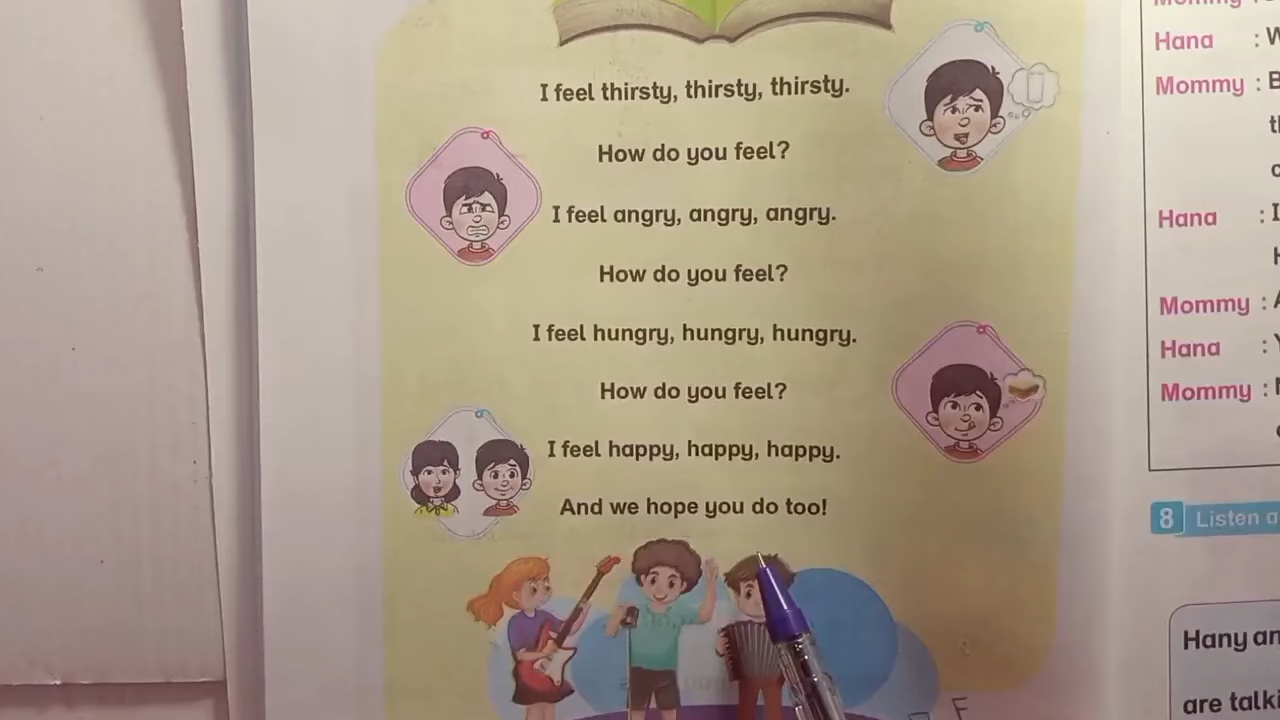 I feel thirsty, thirsty, thirsty.
How do you feel?
I feel angry, angry, angry.
How do you feel?
I feel hungry, hungry, hungry.
How do you feel?
I feel happy, happy, happy.
And we hope you do too!
Hana :
Mommy :
Hana :
Mommy :
Hana :
Mommy :
8 Listen
Hany
are